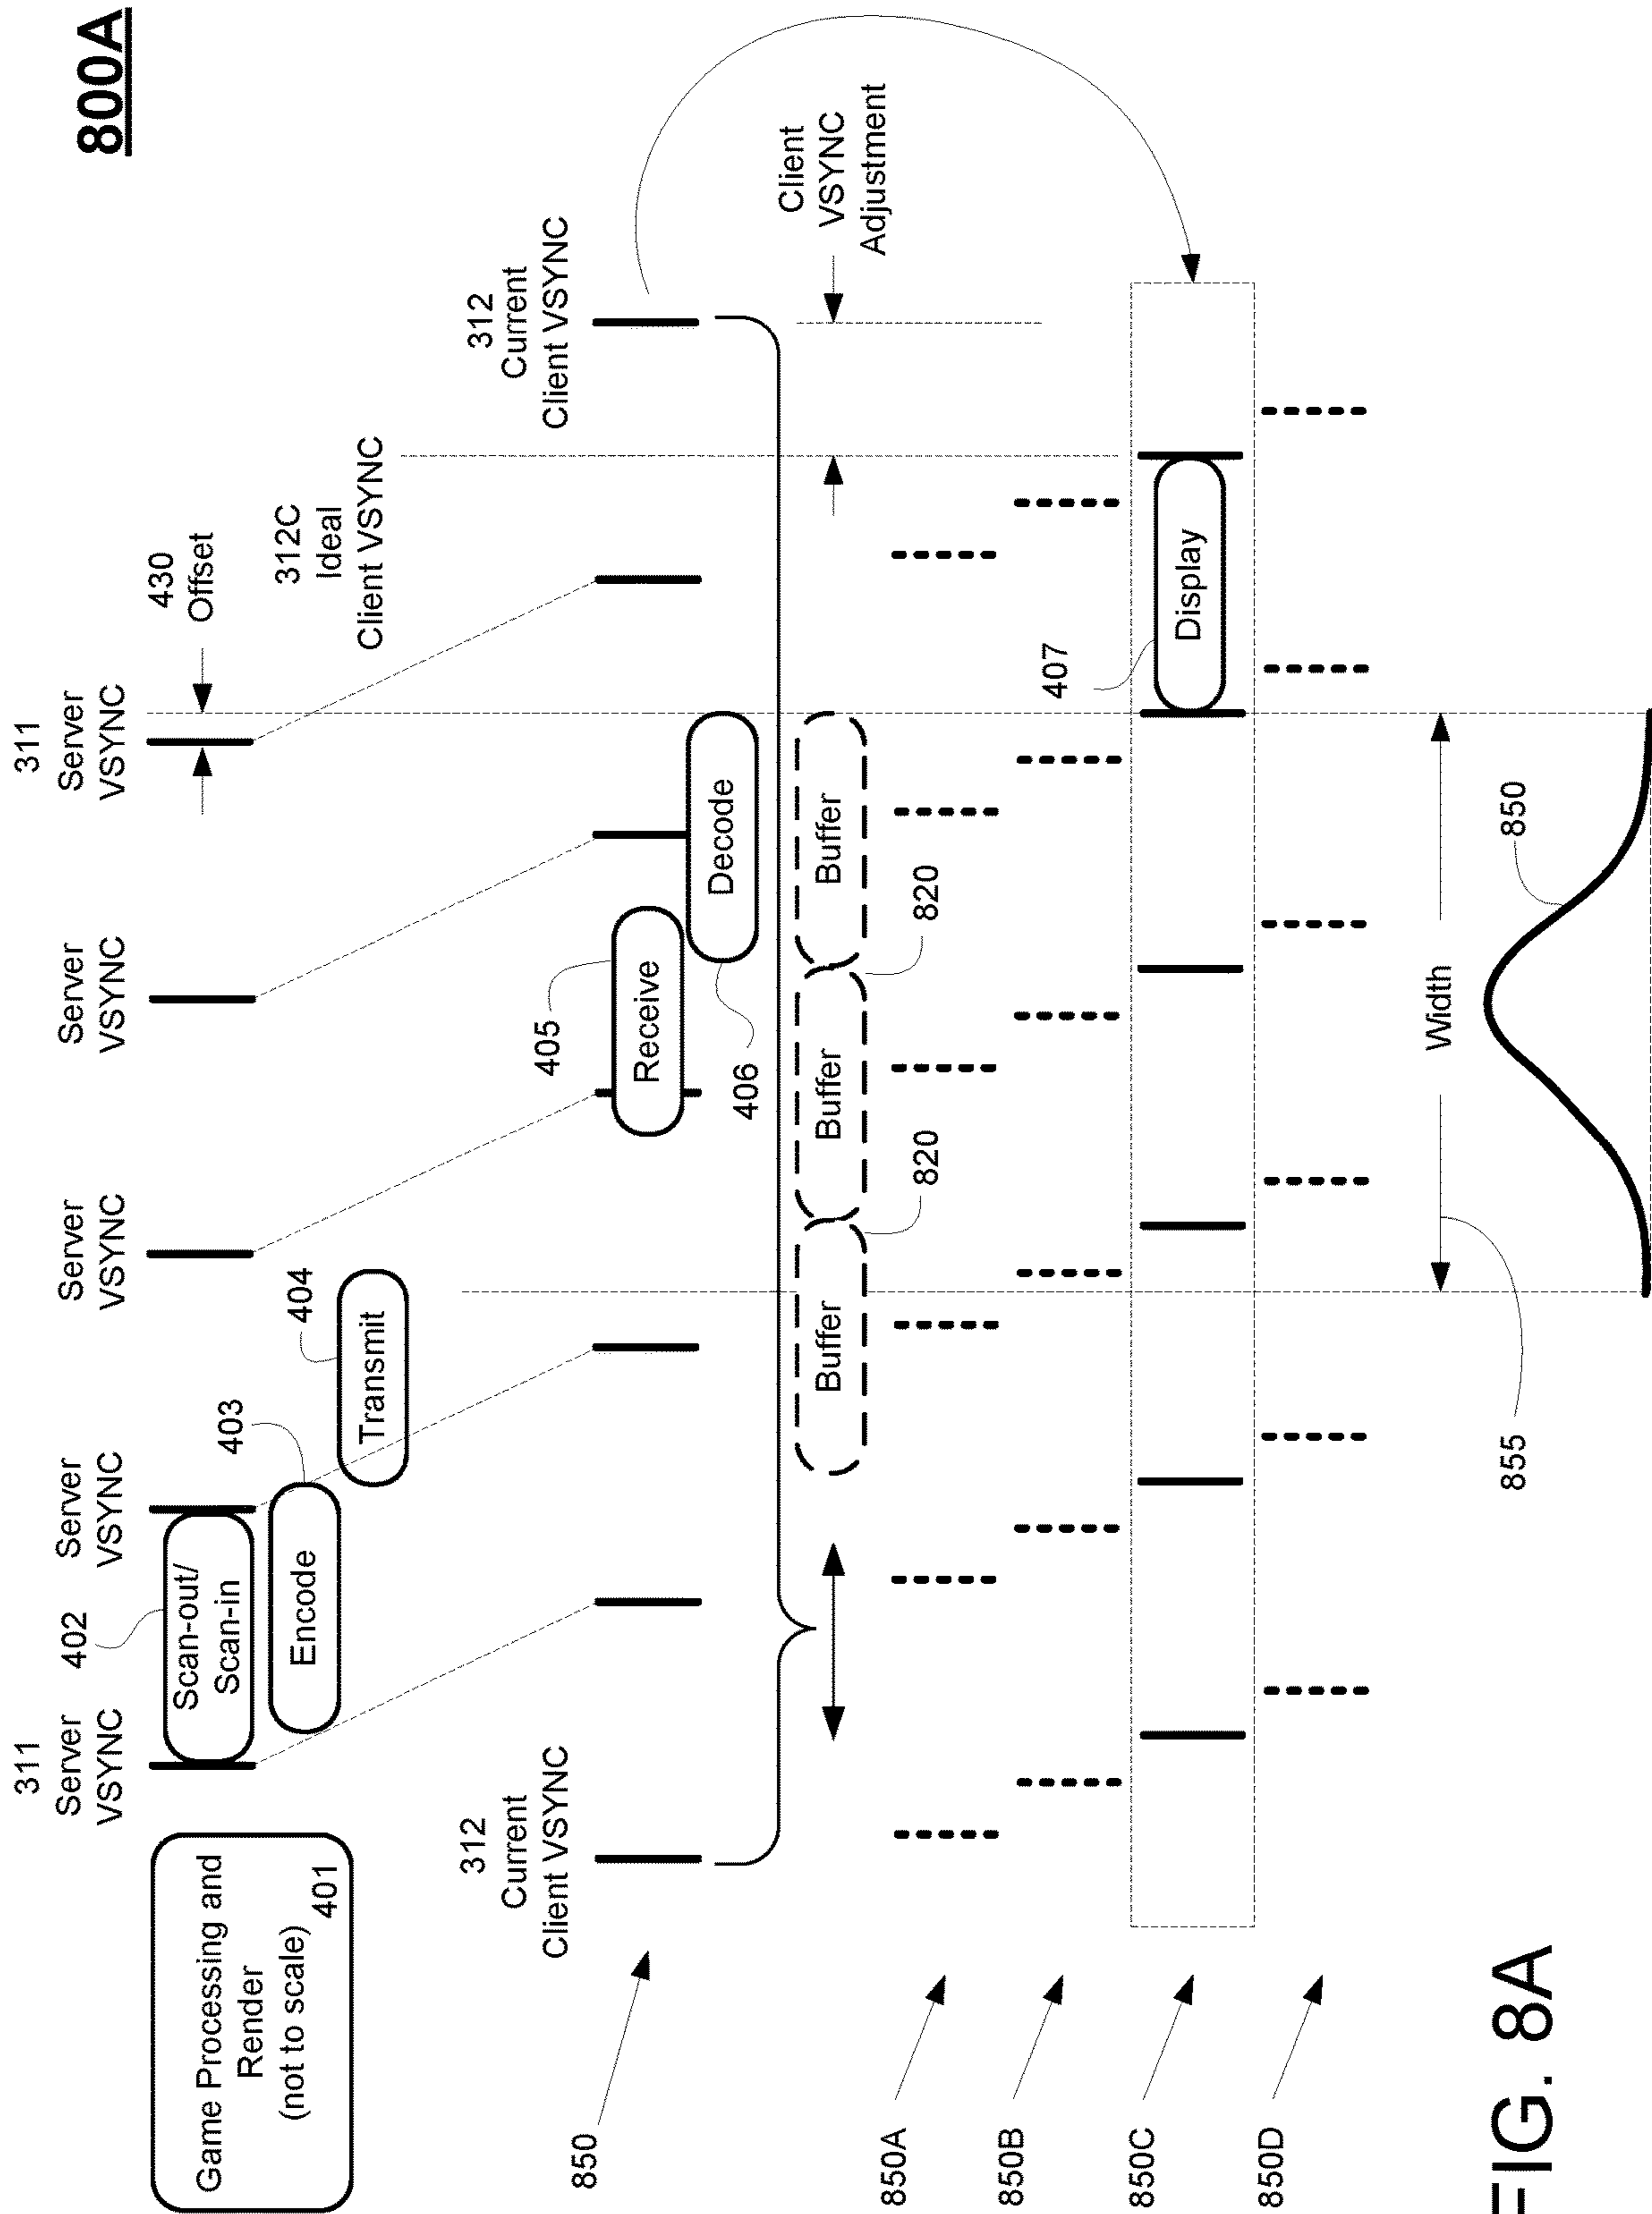 800A
Game Processing and
Render
(not to scale)
401
311
Server
VSYNC
402
Scan-out/
Scan-in
Server
VSYNC
Server
VSYNC
Server
VSYNC
311
Server
VSYNC
430
Offset
Encode
403
Transmit
404
312C
Ideal
Client VSYNC
312
Current
Client VSYNC
312
Current
Client VSYNC
850
405
Receive
406
Decode
Client
VSYNC
Adjustment
Buffer
Buffer
Buffer
820
820
850A
850B
850C
850D
407
Display
Width
855
850
FIG. 8A